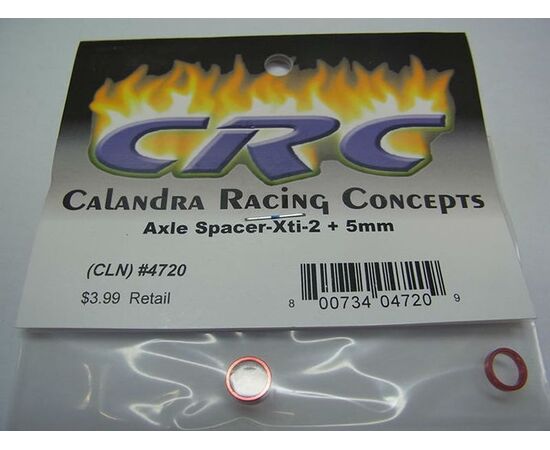 CRC
CALANDRA RACING CONCEPTS
Axle Spacer-Xti-2 + 5mm
(CLN) #4720
$3.99 Retail
8 00734 04720 9